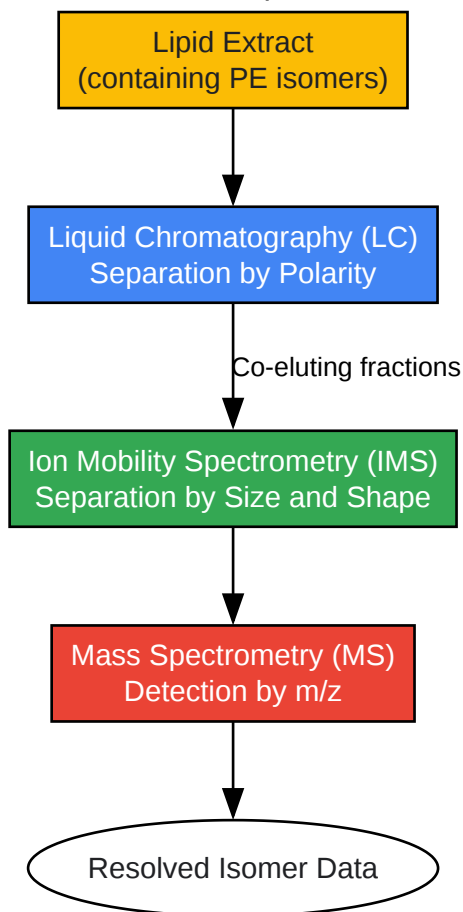 Lipid Extract
(containing PE isomers)
Liquid Chromatography (LC)
Separation by Polarity
Co-eluting fractions
Ion Mobility Spectrometry (IMS)
Separation by Size and Shape
Mass Spectrometry (MS)
Detection by m/z
Resolved Isomer Data